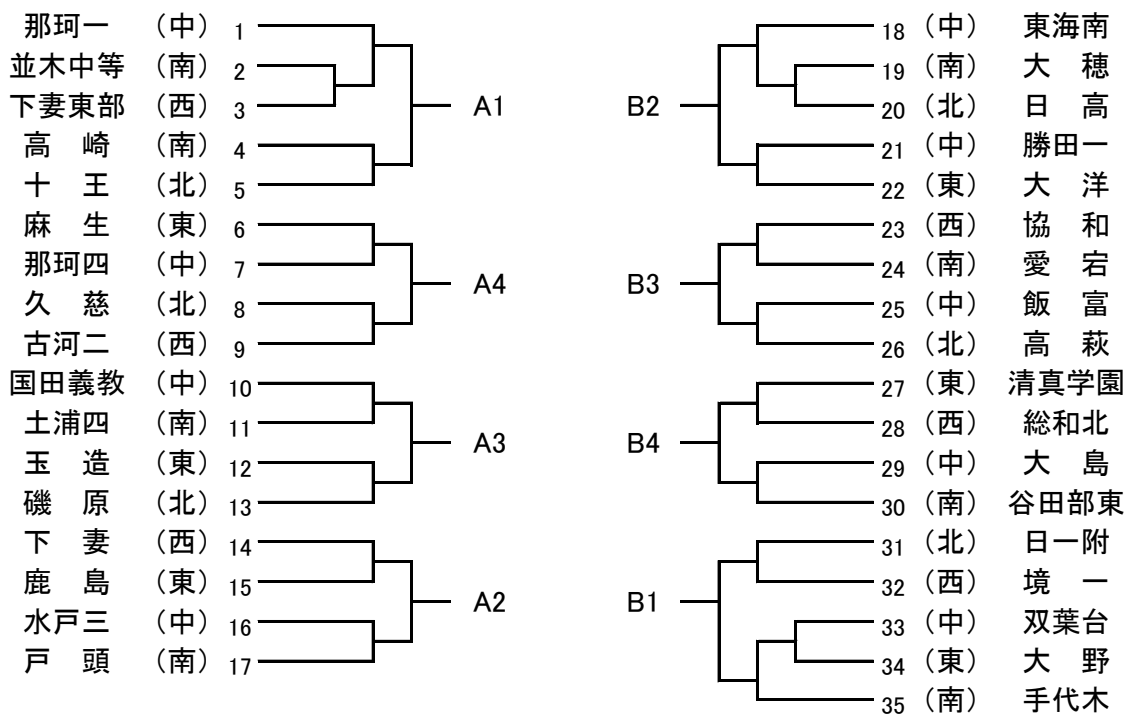 那珂一 （中） 1
並木中等 （南） 2
下妻東部 （西） 3
A1
高　崎 （南） 4
十　王 （北） 5
麻　生 （東） 6
那珂四 （中） 7
A4
久　慈 （北） 8
古河二 （西） 9
国田義教 （中） 10
土浦四 （南） 11
A3
玉　造 （東） 12
磯　原 （北） 13
下　妻 （西） 14
鹿　島 （東） 15
A2
水戸三 （中） 16
戸　頭 （南） 17
18 （中） 東海南
19 （南） 大　穂
B2
20 （北） 日　高
21 （中） 勝田一
22 （東） 大　洋
23 （西） 協　和
24 （南） 愛　宕
B3
25 （中） 飯　富
26 （北） 高　萩
27 （東） 清真学園
28 （西） 総和北
B4
29 （中） 大　島
30 （南） 谷田部東
31 （北） 日一附
32 （西） 境　一
B1
33 （中） 双葉台
34 （東） 大　野
35 （南） 手代木